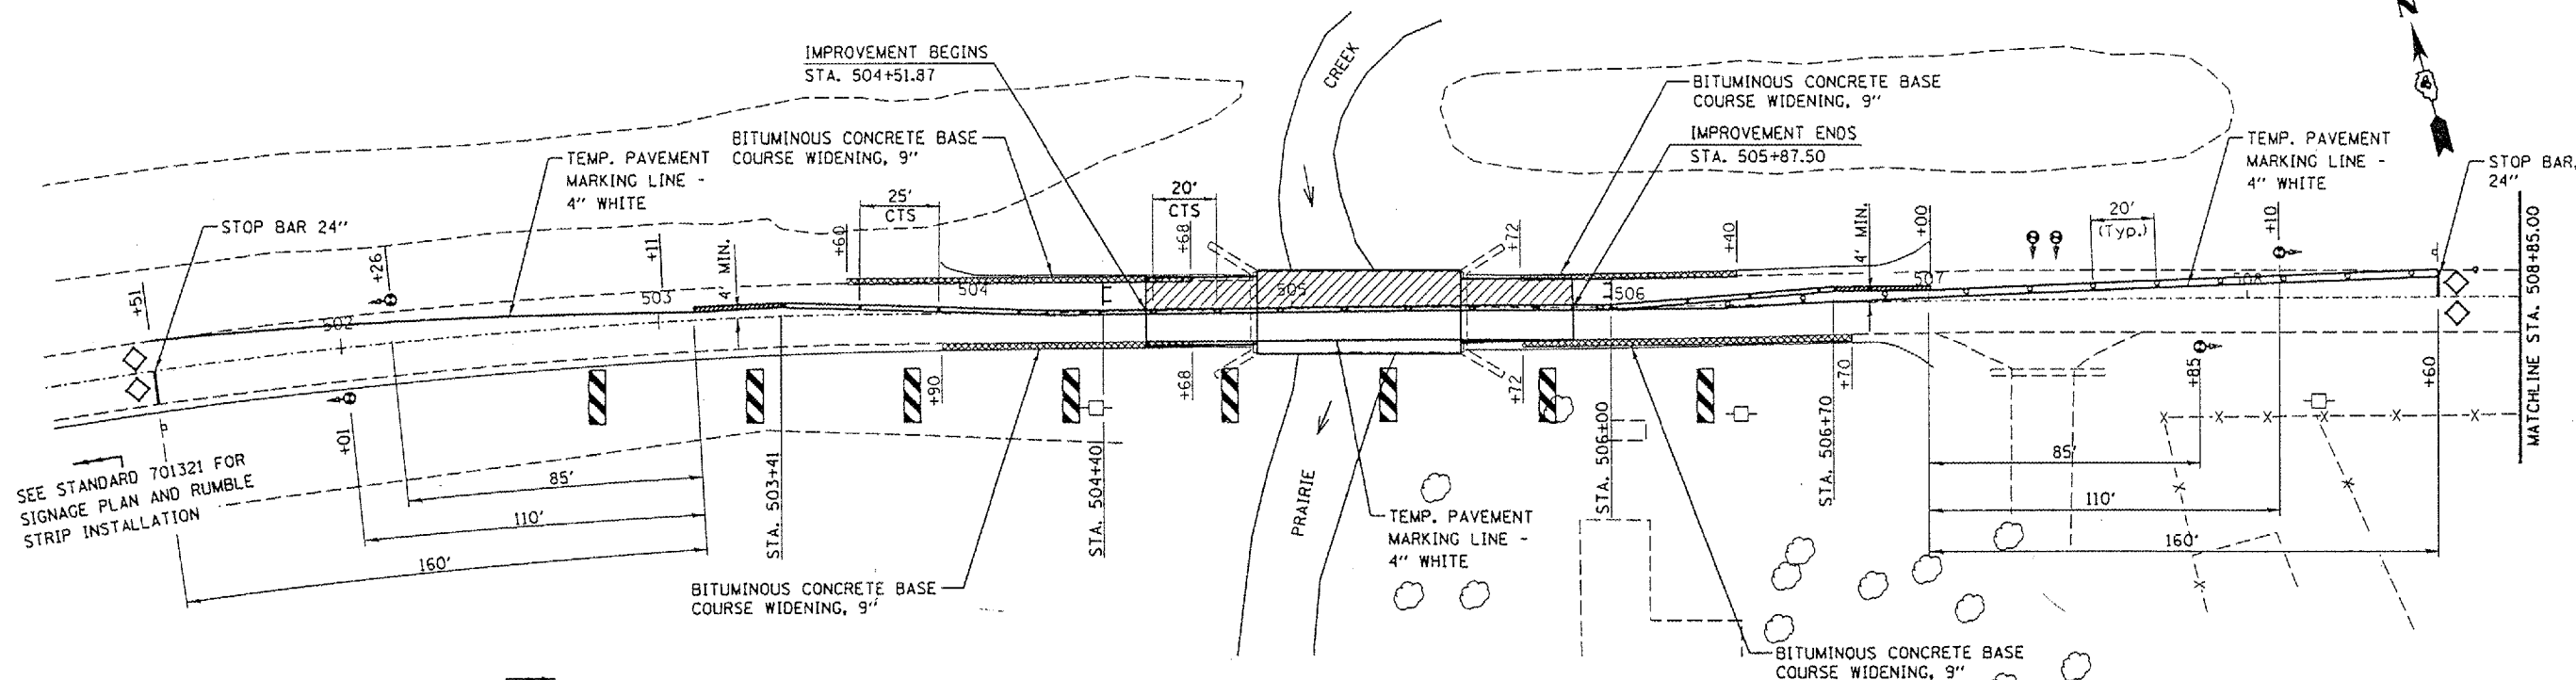 IMPROVEMENT BEGINS
STA. 504+51.87
CREEK
BITUMINOUS CONCRETE BASE
COURSE WIDENING, 9"
IMPROVEMENT ENDS
STA. 505+87.50
BITUMINOUS CONCRETE BASE
COURSE WIDENING, 9"
TEMP. PAVEMENT
MARKING LINE -
4" WHITE
TEMP. PAVEMENT
MARKING LINE -
4" WHITE
STOP BAR,
24"
STOP BAR 24"
25'
CTS
20'
CTS
20'
(Typ.)
+51
+26
+11
4' MIN.
+60
+68
+72
+40
4' MIN.
+00
+10
502
503
504
505
506
507
508
MATCHLINE STA. 508+85.00
+01
+90
+68
+72
+70
+85
+60
SEE STANDARD 701321 FOR
SIGNAGE PLAN AND RUMBLE
STRIP INSTALLATION
85'
110'
160'
STA. 503+41
STA. 504+40
STA. 506+00
STA. 506+70
85'
110'
160'
PRAIRIE
TEMP. PAVEMENT
MARKING LINE -
4" WHITE
BITUMINOUS CONCRETE BASE
COURSE WIDENING, 9"
BITUMINOUS CONCRETE BASE
COURSE WIDENING, 9"